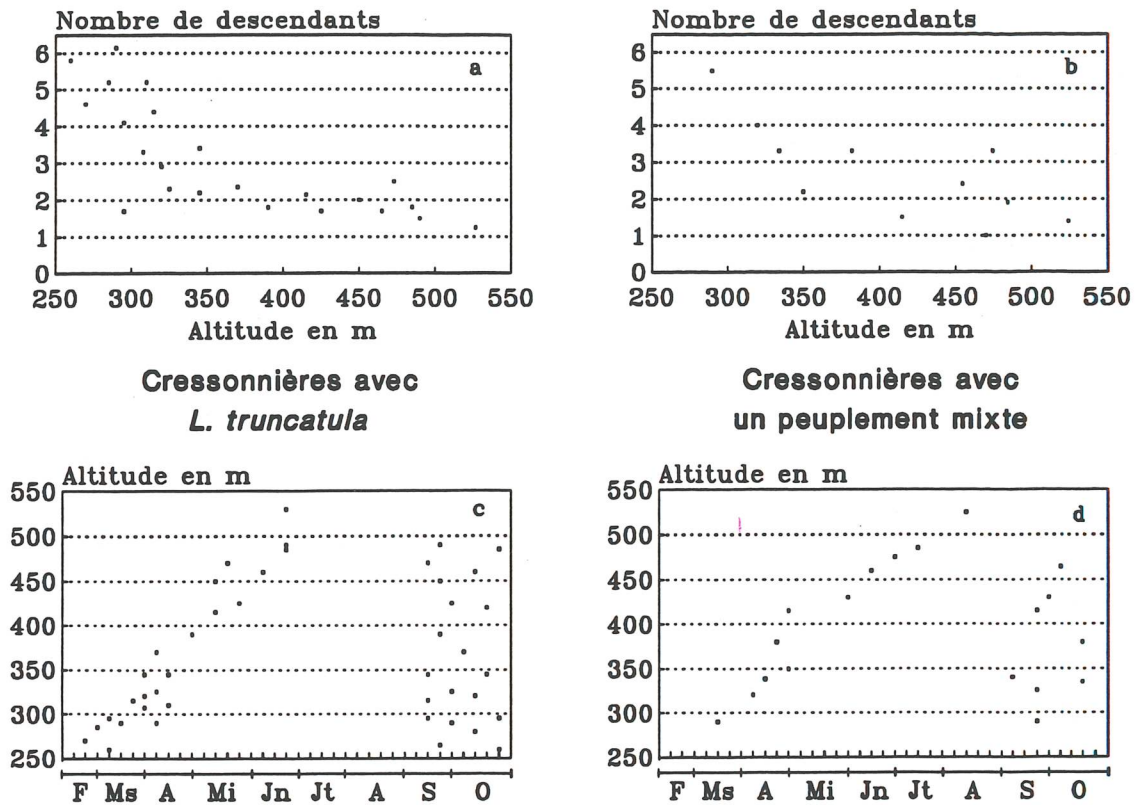 Nombre de descendants
6
5
4
3
2
1
0
a
250 300 350 400 450 500 550
Altitude en m
Nombre de descendants
6
5
4
3
2
1
0
b
250 300 350 400 450 500 550
Altitude en m
Cressonnières avec
L. truncatula
Cressonnières avec
un peuplement mixte
Altitude en m
550
500
450
400
350
300
250
c
F Ms A Mi Jn Jt A S O
Altitude en m
550
500
450
400
350
300
250
d
F Ms A Mi Jn Jt A S O